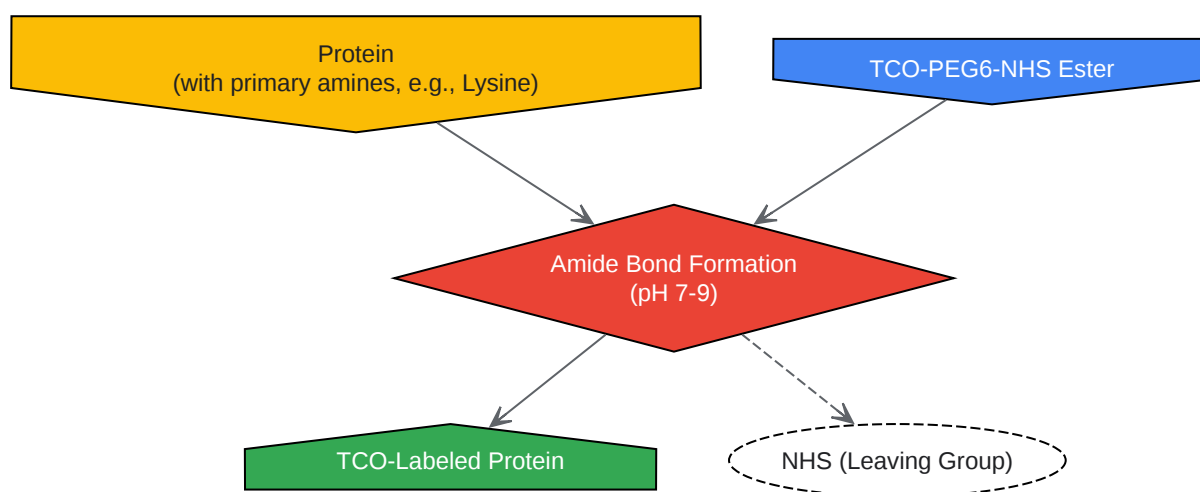 Protein
(with primary amines, e.g., Lysine)
TCO-PEG6-NHS Ester
Amide Bond Formation
(pH 7-9)
TCO-Labeled Protein
NHS (Leaving Group)